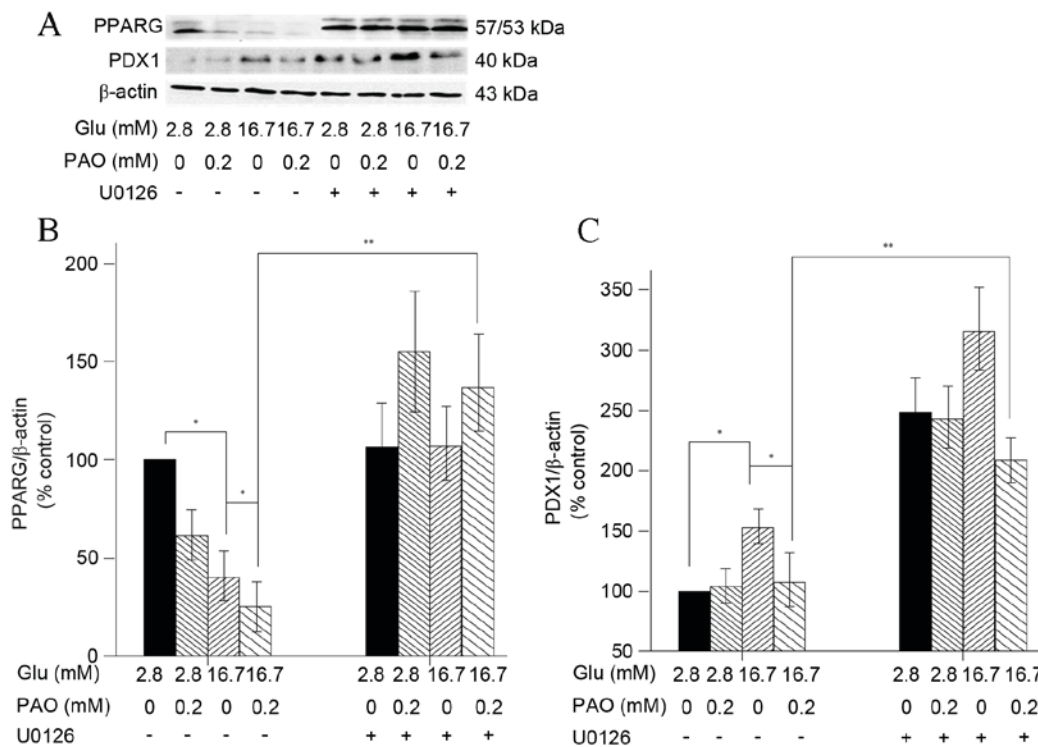 A
PPARG 57/53 kDa
PDX1 40 kDa
β-actin 43 kDa
Glu (mM) 2.8 2.8 16.7 16.7 2.8 2.8 16.7 16.7
PAO (mM) 0 0.2 0 0.2 0 0.2 0 0.2
U0126 - - - - + + + +
B
PPARG/β-actin
(% control)
200
150
100
50
0
*
*
**
Glu (mM) 2.8 2.8 16.7 16.7 2.8 2.8 16.7 16.7
PAO (mM) 0 0.2 0 0.2 0 0.2 0 0.2
U0126 - - - - + + + +
C
PDX1/β-actin
(% control)
350
300
250
200
150
100
50
*
*
**
2.8 2.8 16.7 16.7 2.8 2.8 16.7 16.7
Glu (mM)
PAO (mM) 0 0.2 0 0.2 0 0.2 0 0.2
U0126 - - - - + + + +